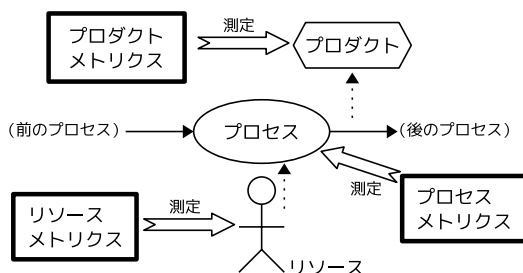 プロダクト
メトリクス
測定
プロダクト
(前のプロセス)
プロセス
(後のプロセス)
測定
プロセス
メトリクス
リソース
メトリクス
測定
リソース